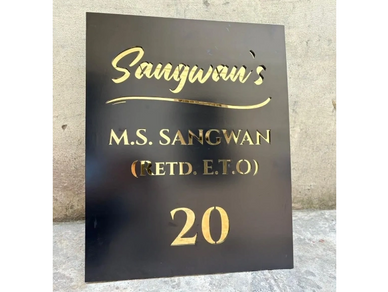 Sangwan's
M.S. SANGWAN
(RETD. E.T.O)
20